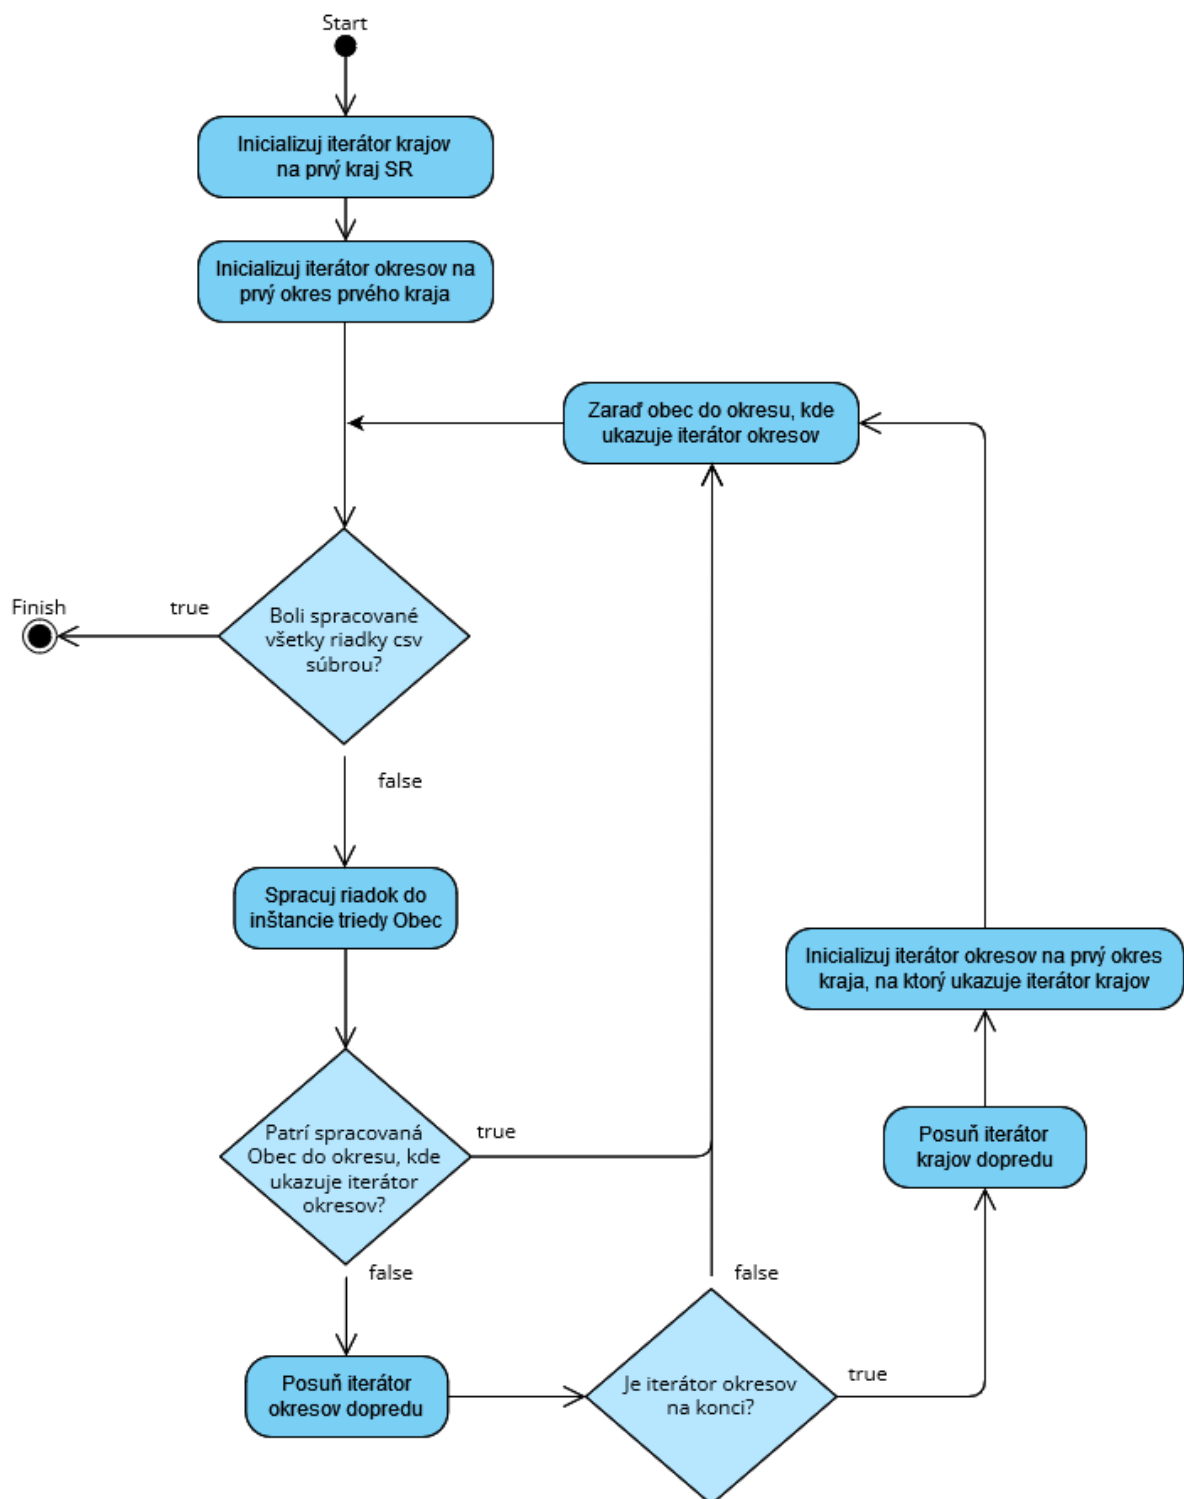 Start
Inicializuj iterátor krajov
na prvý kraj SR
Inicializuj iterátor okresov na
prvý okres prvého kraja
Zaraď obec do okresu, kde
ukazuje iterátor okresov
Finish
true
Boli spracované
všetky riadky csv
súbrou?
false
Spracuj riadok do
inštancie triedy Obec
Inicializuj iterátor okresov na prvý okres
kraja, na ktorý ukazuje iterátor krajov
Patrí spracovaná
Obec do okresu, kde
ukazuje iterátor
okresov?
true
Posuň iterátor
krajov dopredu
false
false
Posuň iterátor
okresov dopredu
Je iterátor okresov
na konci?
true